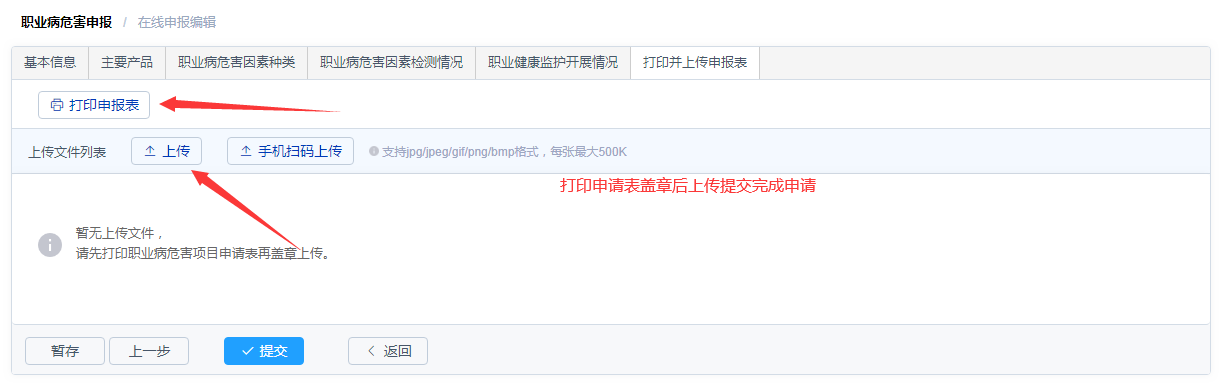 职业病危害申报 / 在线申报编辑
基本信息 主要产品 职业病危害因素种类 职业病危害因素检测情况 职业健康监护开展情况 打印并上传申报表
打印申报表
上传文件列表 上传 手机扫码上传 支持jpg/jpeg/gif/png/bmp格式，每张最大500K
打印申请表盖章后上传提交完成申请
暂无上传文件，
请先打印职业病危害项目申请表再盖章上传。
暂存 上一步 提交 返回